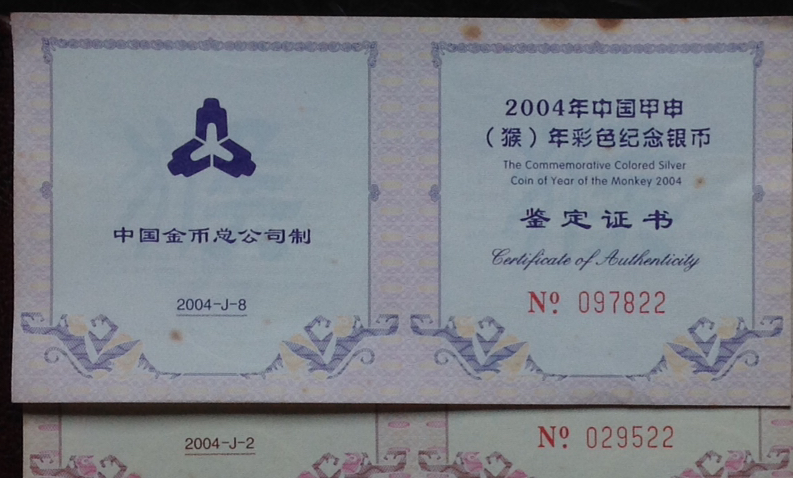 中国金币总公司制
2004-J-8
2004年中国甲申
（猴）年彩色纪念银币
The Commemorative Colored Silver
Coin of Year of the Monkey 2004
鉴定证书
Certificate of Authenticity
Nº 097822
2004-J-2
Nº 029522